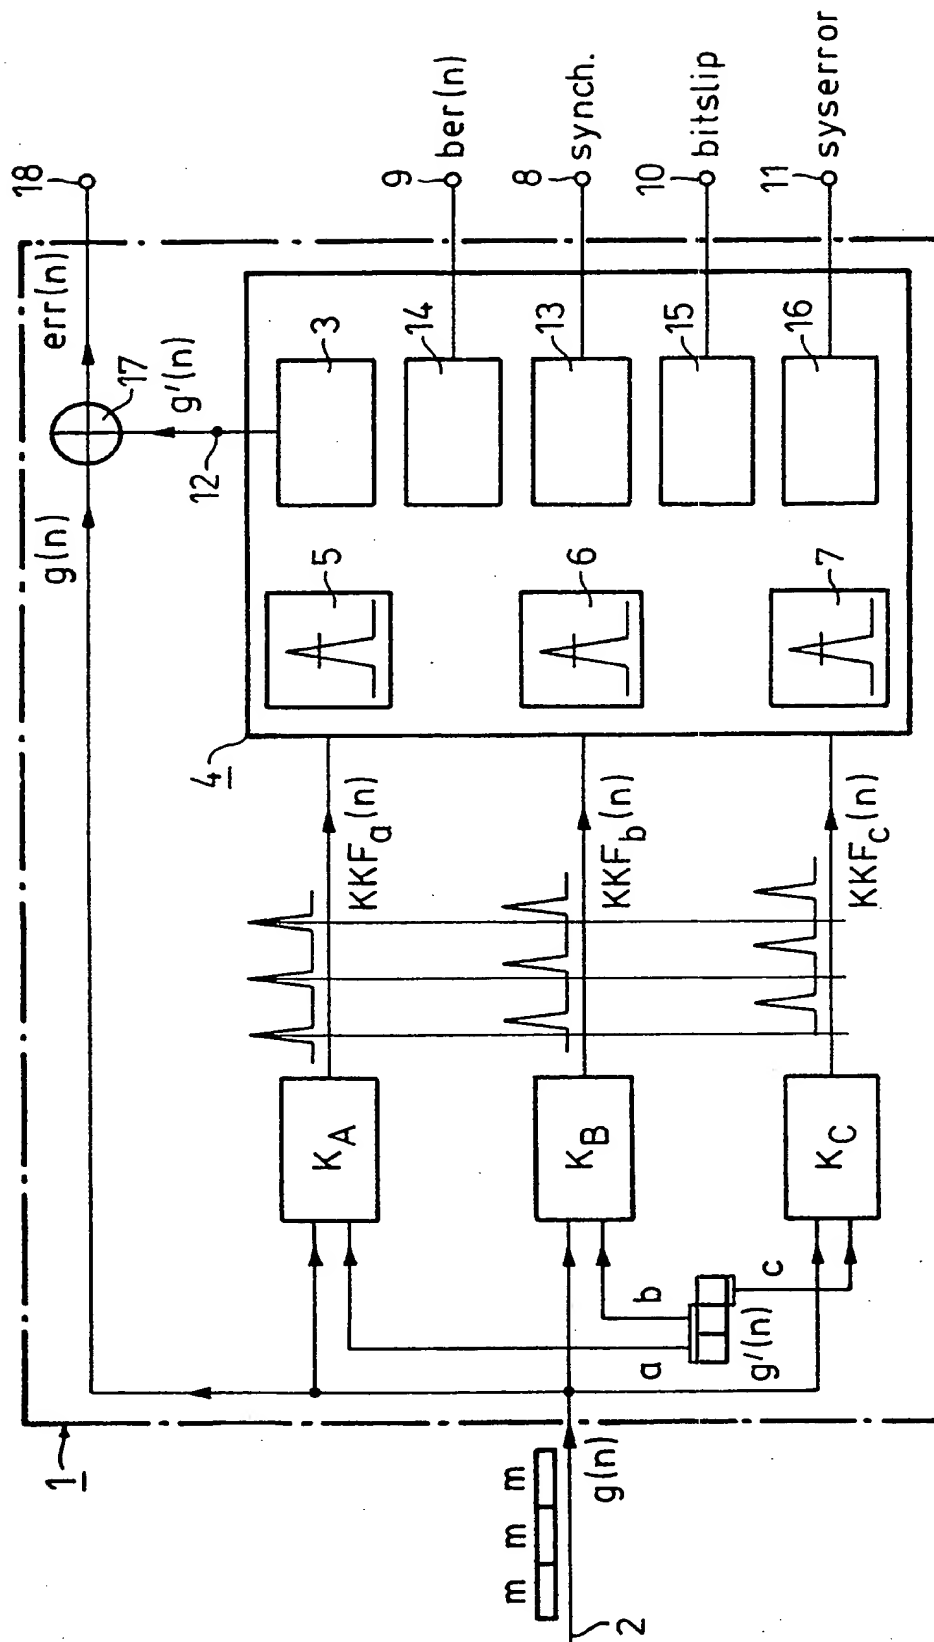 18
err(n)
g(n)
17
g'(n)
12
9
ber(n)
8
synch.
10
bitslip
11
syserror
3
14
13
15
16
5
6
7
4
KKFa(n)
KKFb(n)
KKFc(n)
KA
KB
KC
a
b
c
g'(n)
1
m m m
g(n)
2